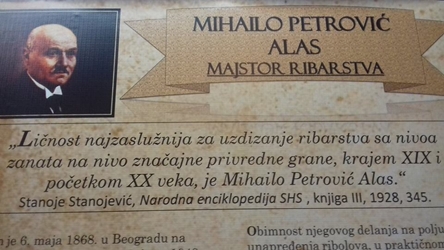 MIHAILO PETROVIĆ
ALAS
MAJSTOR RIBARSTVA
„Ličnost najzaslužnija za uzdizanje ribarstva sa nivoa
zanata na nivo značajne privredne grane, krajem XIX i
početkom XX veka, je Mihailo Petrović Alas.“
Stanoje Stanojević, Narodna enciklopedija SHS , knjiga III, 1928, 345.
je 6. maja 1868. u Beogradu na
Obimnost njegovog delanja na polju
unapređenja ribolova, u praktičnom